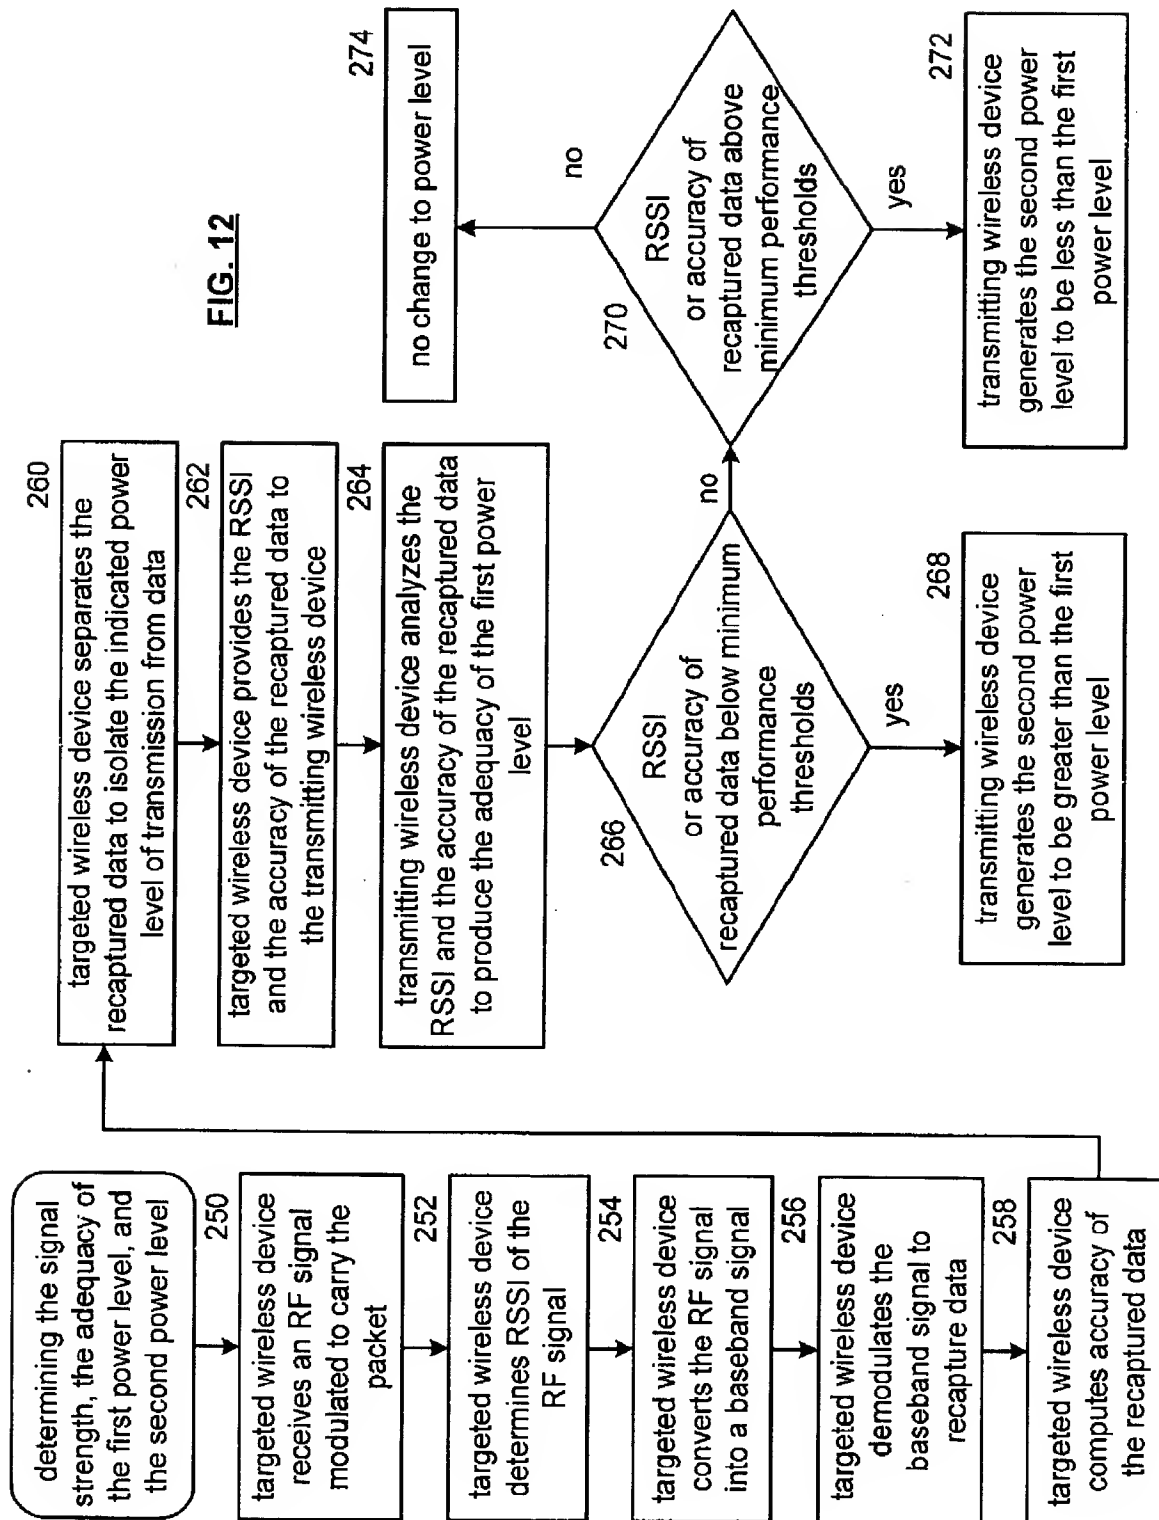 FIG. 12
determining the signal
strength, the adequacy of
the first power level, and
the second power level
250
targeted wireless device
receives an RF signal
modulated to carry the
packet
252
targeted wireless device
determines RSSI of the
RF signal
254
targeted wireless device
converts the RF signal
into a baseband signal
256
targeted wireless device
demodulates the
baseband signal to
recapture data
258
targeted wireless device
computes accuracy of
the recaptured data
260
targeted wireless device separates the
recaptured data to isolate the indicated power
level of transmission from data
262
targeted wireless device provides the RSSI
and the accuracy of the recaptured data to
the transmitting wireless device
264
transmitting wireless device analyzes the
RSSI and the accuracy of the recaptured data
to produce the adequacy of the first power
level
266
RSSI
or accuracy of
recaptured data below minimum
performance
thresholds
no
yes
268
transmitting wireless device
generates the second power
level to be greater than the first
power level
270
RSSI
or accuracy of
recaptured data above
minimum performance
thresholds
no
yes
272
transmitting wireless device
generates the second power
level to be less than the first
power level
274
no change to power level